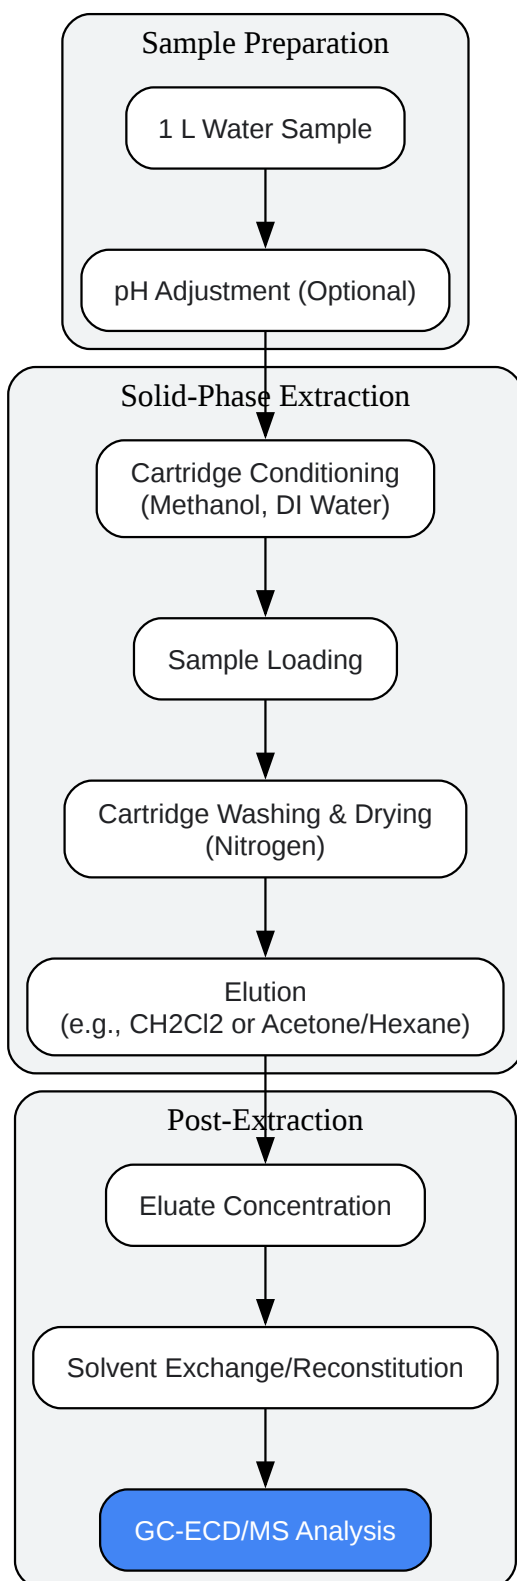 Sample Preparation
1 L Water Sample
pH Adjustment (Optional)
Solid-Phase Extraction
Cartridge Conditioning
(Methanol, DI Water)
Sample Loading
Cartridge Washing & Drying
(Nitrogen)
Elution
(e.g., CH2Cl2 or Acetone/Hexane)
Post-Extraction
Eluate Concentration
Solvent Exchange/Reconstitution
GC-ECD/MS Analysis